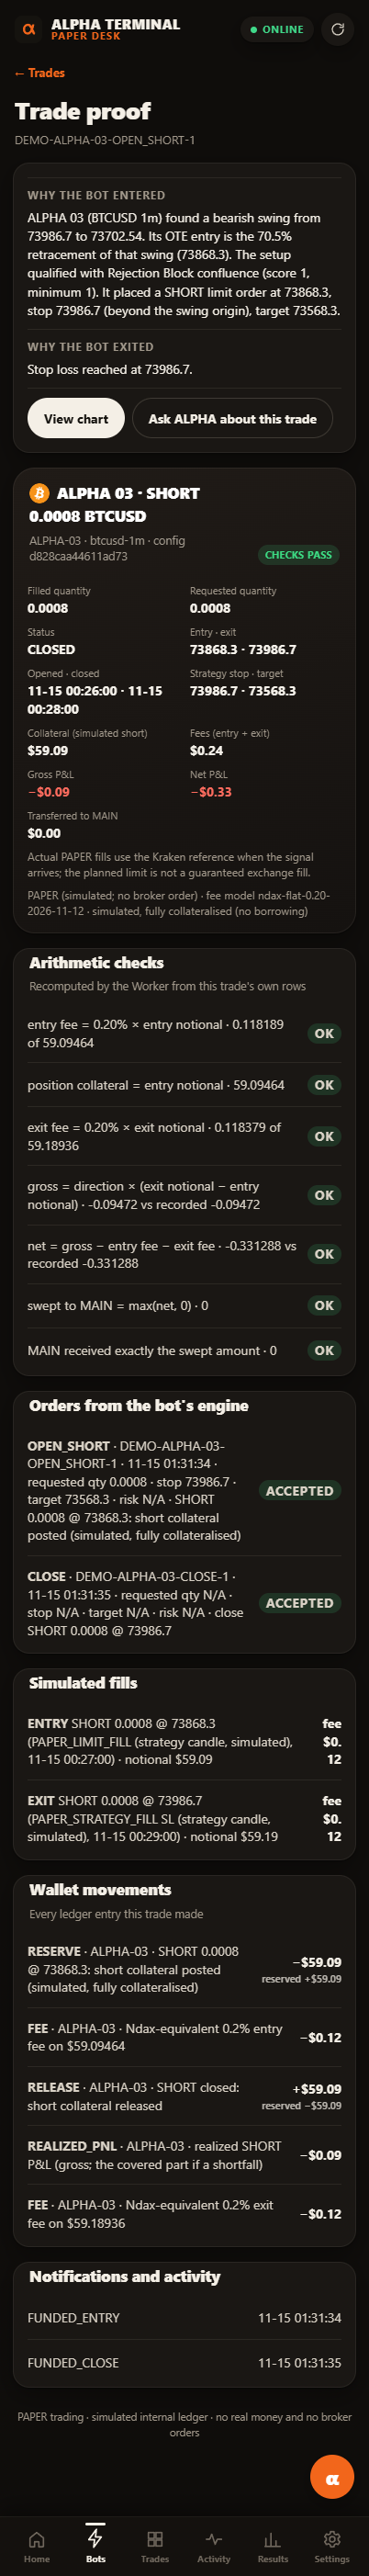 α
ALPHA TERMINAL
PAPER DESK
● ONLINE
← Trades
Trade proof
DEMO-ALPHA-03-OPEN_SHORT-1
WHY THE BOT ENTERED
ALPHA 03 (BTCUSD 1m) found a bearish swing from
73986.7 to 73702.54. Its OTE entry is the 70.5%
retracement of that swing (73868.3). The setup
qualified with Rejection Block confluence (score 1,
minimum 1). It placed a SHORT limit order at 73868.3,
stop 73986.7 (beyond the swing origin), target 73568.3.
WHY THE BOT EXITED
Stop loss reached at 73986.7.
View chart
Ask ALPHA about this trade
ALPHA 03 · SHORT
0.0008 BTCUSD
ALPHA-03 · btcusd-1m · config
d828caa44611ad73
CHECKS PASS
Filled quantity
0.0008
Requested quantity
0.0008
Status
CLOSED
Entry · exit
73868.3 · 73986.7
Opened · closed
11-15 00:26:00 · 11-15
00:28:00
Strategy stop · target
73986.7 · 73568.3
Collateral (simulated short)
$59.09
Fees (entry + exit)
$0.24
Gross P&L
−$0.09
Net P&L
−$0.33
Transferred to MAIN
$0.00
Actual PAPER fills use the Kraken reference when the signal
arrives; the planned limit is not a guaranteed exchange fill.
PAPER (simulated; no broker order) · fee model ndax-flat-0.20-
2026-11-12 · simulated, fully collateralised (no borrowing)
Arithmetic checks
Recomputed by the Worker from this trade's own rows
entry fee = 0.20% × entry notional · 0.118189
of 59.09464
OK
position collateral = entry notional · 59.09464
OK
exit fee = 0.20% × exit notional · 0.118379 of
59.18936
OK
gross = direction × (exit notional − entry
notional) · -0.09472 vs recorded -0.09472
OK
net = gross − entry fee − exit fee · -0.331288 vs
recorded -0.331288
OK
swept to MAIN = max(net, 0) · 0
OK
MAIN received exactly the swept amount · 0
OK
Orders from the bot's engine
OPEN_SHORT · DEMO-ALPHA-03-
OPEN_SHORT-1 · 11-15 01:31:34 ·
requested qty 0.0008 · stop 73986.7 ·
target 73568.3 · risk N/A · SHORT
0.0008 @ 73868.3: short collateral
posted (simulated, fully collateralised)
ACCEPTED
CLOSE · DEMO-ALPHA-03-CLOSE-1 ·
11-15 01:31:35 · requested qty N/A ·
stop N/A · target N/A · risk N/A · close
SHORT 0.0008 @ 73986.7
ACCEPTED
Simulated fills
ENTRY SHORT 0.0008 @ 73868.3
(PAPER_LIMIT_FILL (strategy candle, simulated),
11-15 00:27:00) · notional $59.09
fee
$0.
12
EXIT SHORT 0.0008 @ 73986.7
(PAPER_STRATEGY_FILL SL (strategy candle,
simulated), 11-15 00:29:00) · notional $59.19
fee
$0.
12
Wallet movements
Every ledger entry this trade made
RESERVE · ALPHA-03 · SHORT 0.0008
@ 73868.3: short collateral posted
(simulated, fully collateralised)
−$59.09
reserved +$59.09
FEE · ALPHA-03 · Ndax-equivalent 0.2% entry
fee on $59.09464
−$0.12
RELEASE · ALPHA-03 · SHORT closed:
short collateral released
+$59.09
reserved −$59.09
REALIZED_PNL · ALPHA-03 · realized SHORT
P&L (gross; the covered part if a shortfall)
−$0.09
FEE · ALPHA-03 · Ndax-equivalent 0.2% exit
fee on $59.18936
−$0.12
Notifications and activity
FUNDED_ENTRY
11-15 01:31:34
FUNDED_CLOSE
11-15 01:31:35
PAPER trading · simulated internal ledger · no real money and no broker
orders
α
Home
Bots
Trades
Activity
Results
Settings